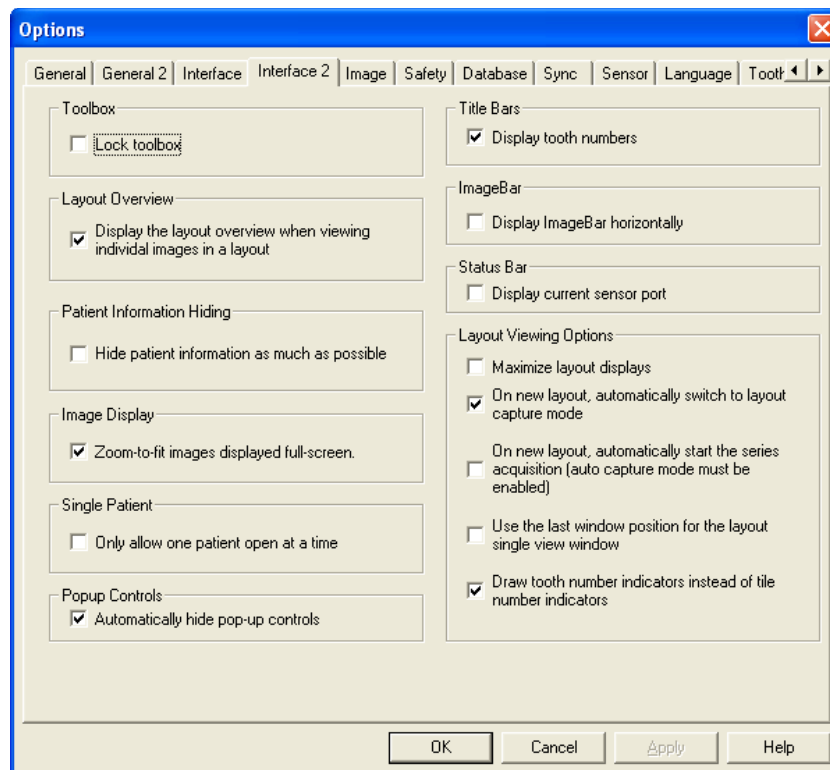 Options
General General 2 Interface Interface 2 Image Safety Database Sync Sensor Language
Toolbox
Lock toolbox
Layout Overview
Display the layout overview when viewing
individal images in a layout
Patient Information Hiding
Hide patient information as much as possible
Image Display
Zoom-to-fit images displayed full-screen.
Single Patient
Only allow one patient open at a time
Popup Controls
Automatically hide pop-up controls
Title Bars
Display tooth numbers
ImageBar
Display ImageBar horizontally
Status Bar
Display current sensor port
Layout Viewing Options
Maximize layout displays
On new layout, automatically switch to layout
capture mode
On new layout, automatically start the series
acquisition (auto capture mode must be
enabled)
Use the last window position for the layout
single view window
Draw tooth number indicators instead of tile
number indicators
OK Cancel Apply Help